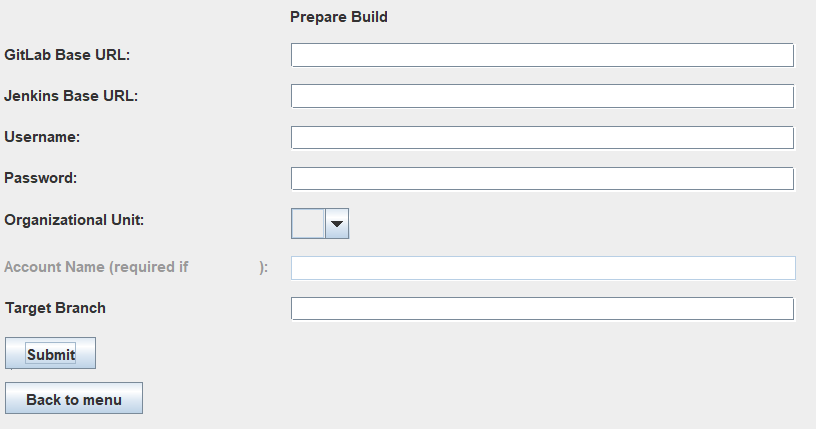 Prepare Build
GitLab Base URL:
Jenkins Base URL:
Username:
Password:
Organizational Unit:
Account Name (required if ):
Target Branch
Submit
Back to menu